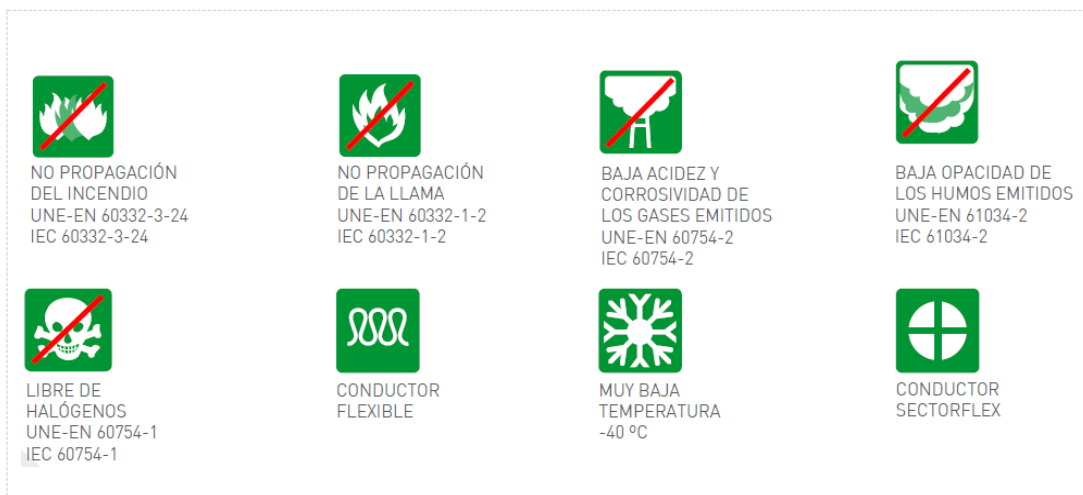 NO PROPAGACIÓN
DEL INCENDIO
UNE-EN 60332-3-24
IEC 60332-3-24
NO PROPAGACIÓN
DE LA LLAMA
UNE-EN 60332-1-2
IEC 60332-1-2
BAJA ACIDEZ Y
CORROSIVIDAD DE
LOS GASES EMITIDOS
UNE-EN 60754-2
IEC 60754-2
BAJA OPACIDAD DE
LOS HUMOS EMITIDOS
UNE-EN 61034-2
IEC 61034-2
LIBRE DE
HALÓGENOS
UNE-EN 60754-1
IEC 60754-1
CONDUCTOR
FLEXIBLE
MUY BAJA
TEMPERATURA
-40 ºC
CONDUCTOR
SECTORFLEX